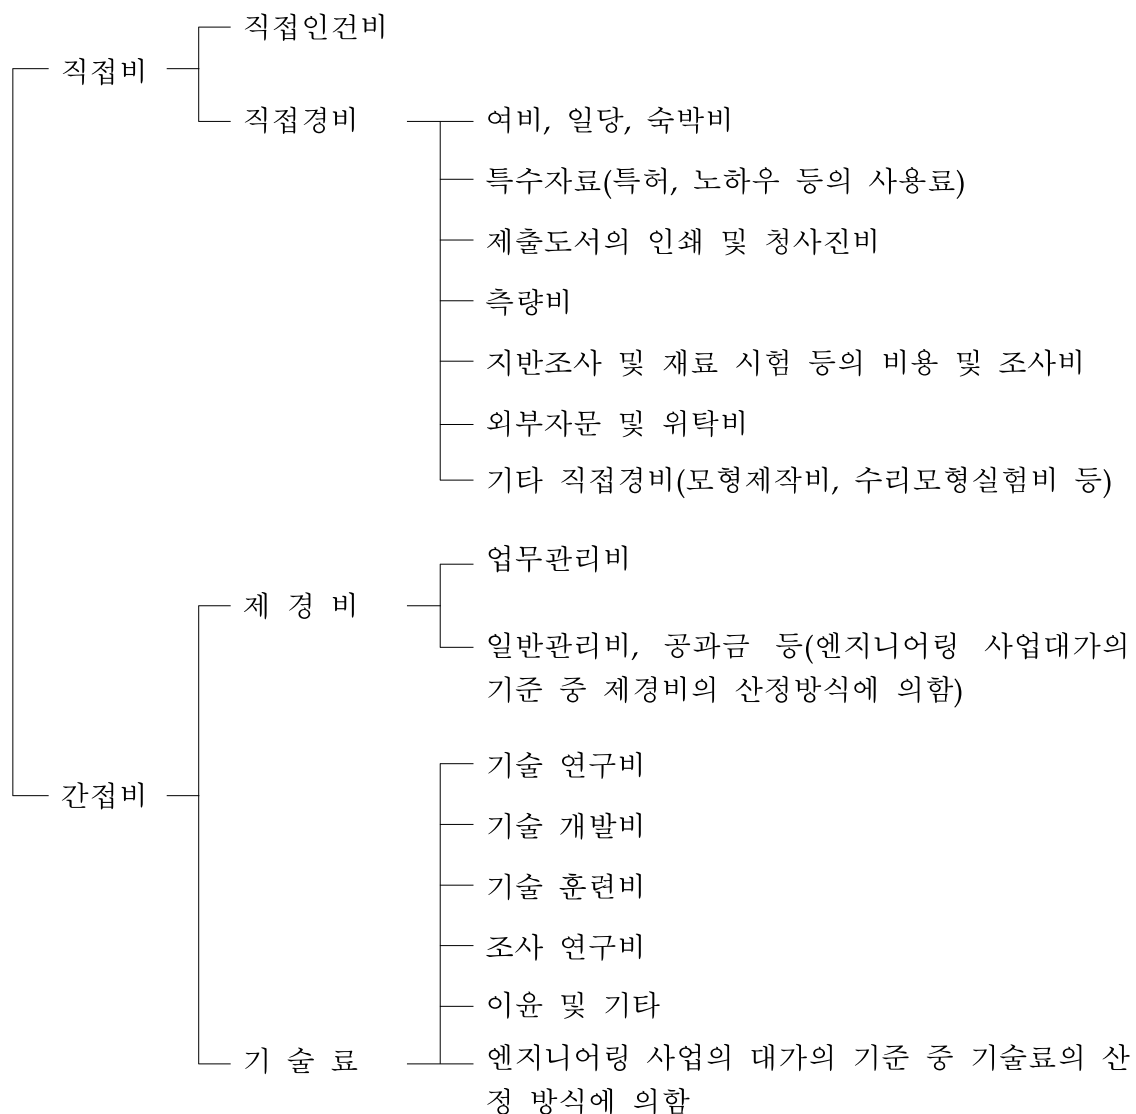 직접인건비
직접비
직접경비
여비, 일당, 숙박비
특수자료(특허, 노하우 등의 사용료)
제출도서의 인쇄 및 청사진비
측량비
지반조사 및 재료 시험 등의 비용 및 조사비
외부자문 및 위탁비
기타 직접경비(모형제작비, 수리모형실험비 등)
업무관리비
제 경 비
일반관리비, 공과금 등(엔지니어링 사업대가의
기준 중 제경비의 산정방식에 의함)
기술 연구비
간접비
기술 개발비
기술 훈련비
조사 연구비
이윤 및 기타
기 술 료
엔지니어링 사업의 대가의 기준 중 기술료의 산
정 방식에 의함